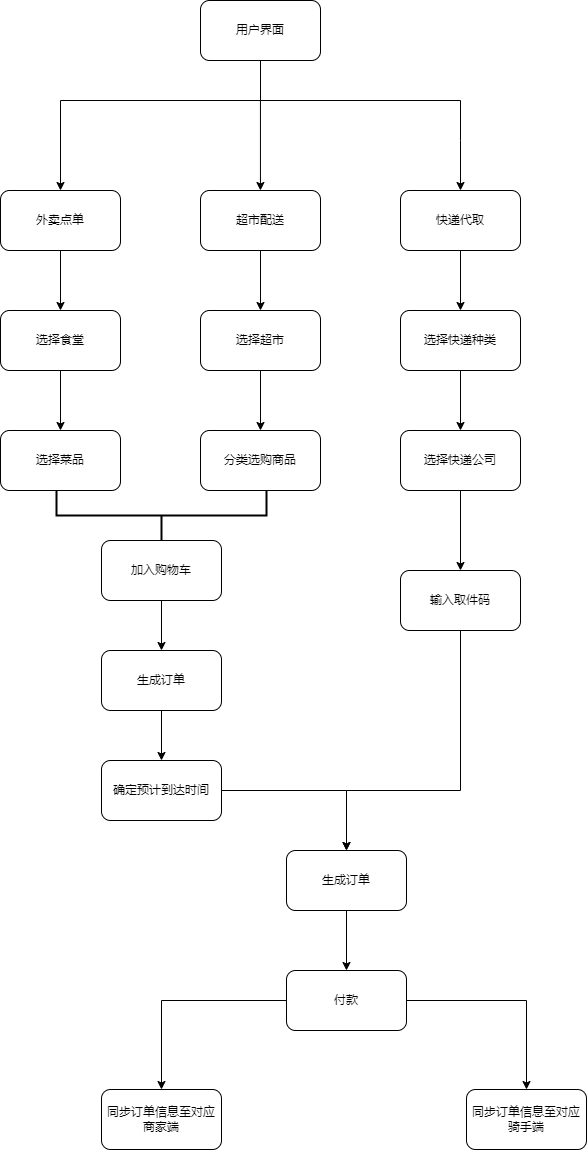 用户界面
外卖点单
超市配送
快递代取
选择食堂
选择超市
选择快递种类
选择菜品
分类选购商品
选择快递公司
加入购物车
输入取件码
生成订单
确定预计到达时间
生成订单
付款
同步订单信息至对应
商家端
同步订单信息至对应
骑手端